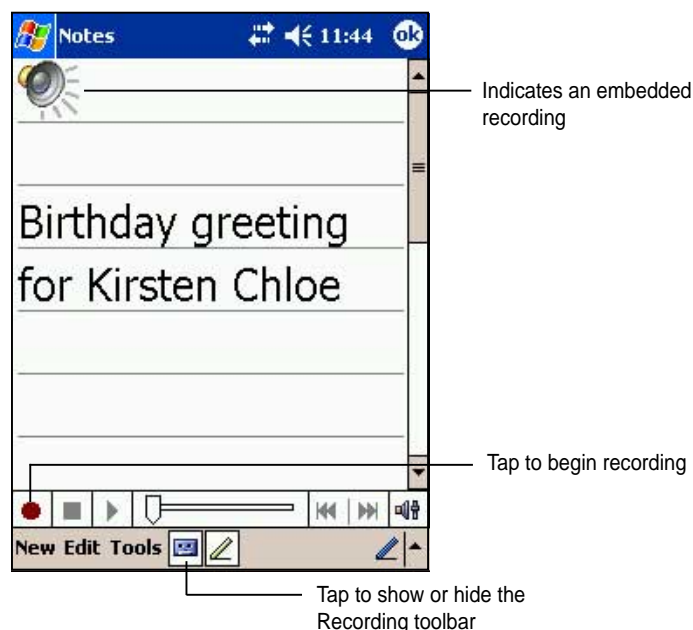 Notes 11:44 ok
Indicates an embedded
recording
Birthday greeting
for Kirsten Chloe
Tap to begin recording
New Edit Tools
Tap to show or hide the
Recording toolbar